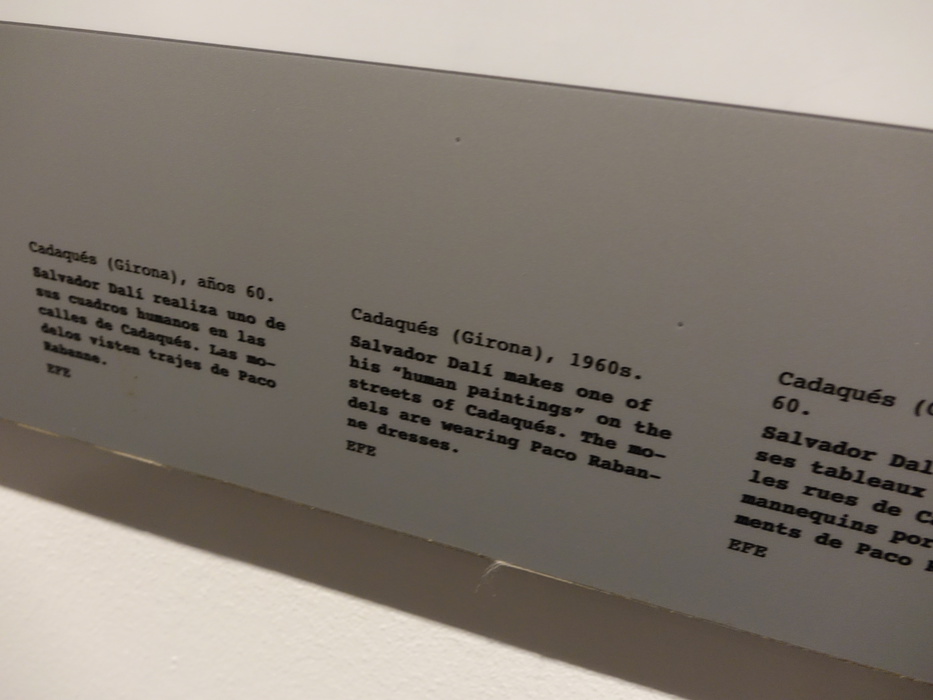 Cadaqués (Girona), años 60.
Salvador Dalí realiza uno de
sus cuadros humanos en las
calles de Cadaqués. Las mo-
delos visten trajes de Paco
Rabanne.
EFE
Cadaqués (Girona), 1960s.
Salvador Dalí makes one of
his "human paintings" on the
streets of Cadaqués. The mo-
dels are wearing Paco Raban-
ne dresses.
EFE
Cadaqués
60.
Salvador
ses tableaux
les rues de
mannequins
ments de Paco
EFE